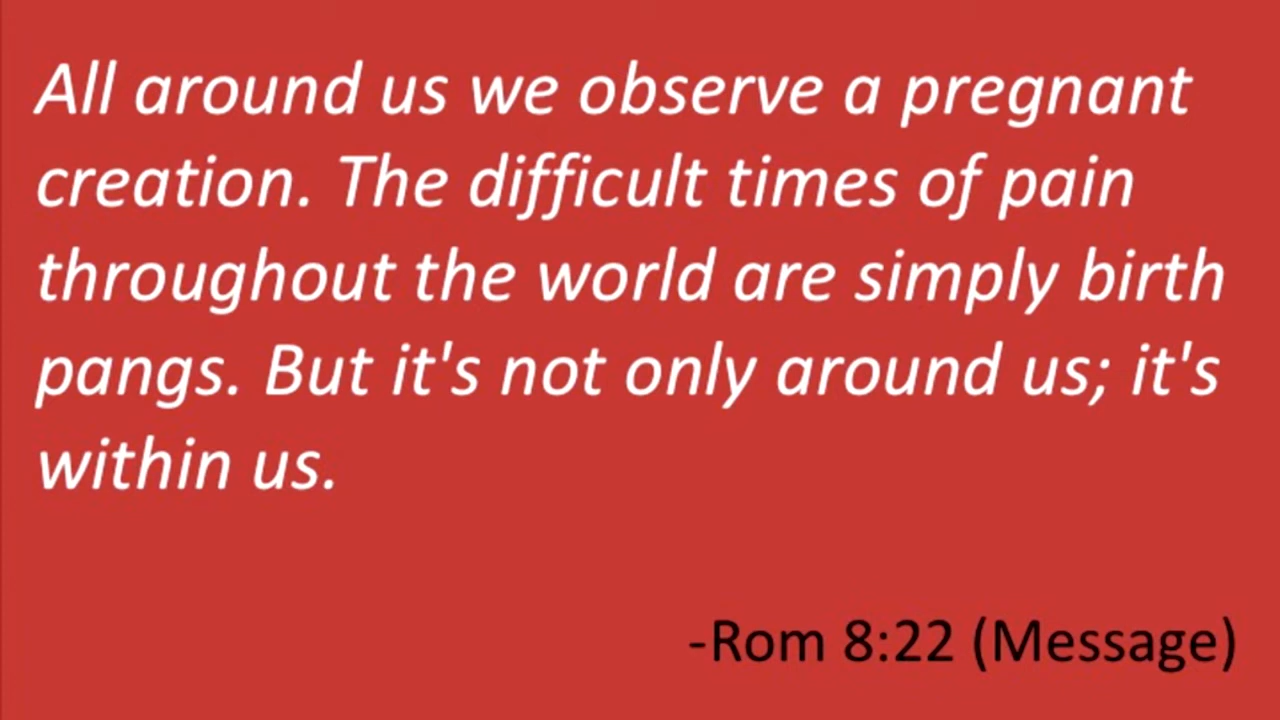 All around us we observe a pregnant
creation. The difficult times of pain
throughout the world are simply birth
pangs. But it's not only around us; it's
within us.
-Rom 8:22 (Message)